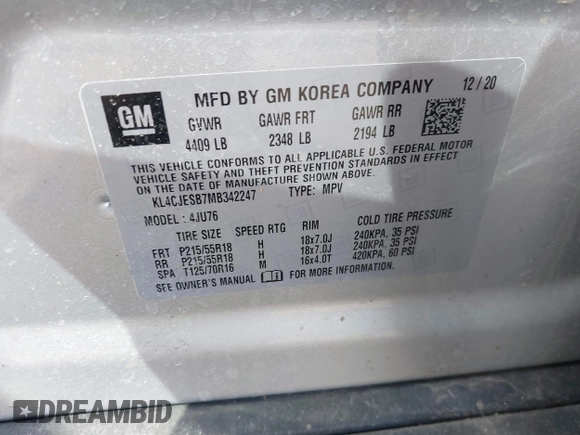 GM
MFD BY GM KOREA COMPANY 12/20
GVWR GAWR FRT GAWR RR
4409 LB 2348 LB 2194 LB
THIS VEHICLE CONFORMS TO ALL APPLICABLE U.S. FEDERAL MOTOR
VEHICLE SAFETY AND THEFT PREVENTION STANDARDS IN EFFECT
ON THE DATE OF MANUFACTURE SHOWN ABOVE.
KL4CJESB7MB342247 TYPE: MPV
MODEL: 4JU76
TIRE SIZE SPEED RTG RIM COLD TIRE PRESSURE
FRT P215/55R18 H 18x7.0J 240KPA, 35 PSI
RR P215/55R18 H 18x7.0J 240KPA, 35 PSI
SPA T125/70R16 M 16x4.0T 420KPA, 60 PSI
SEE OWNER'S MANUAL
DREAMBID